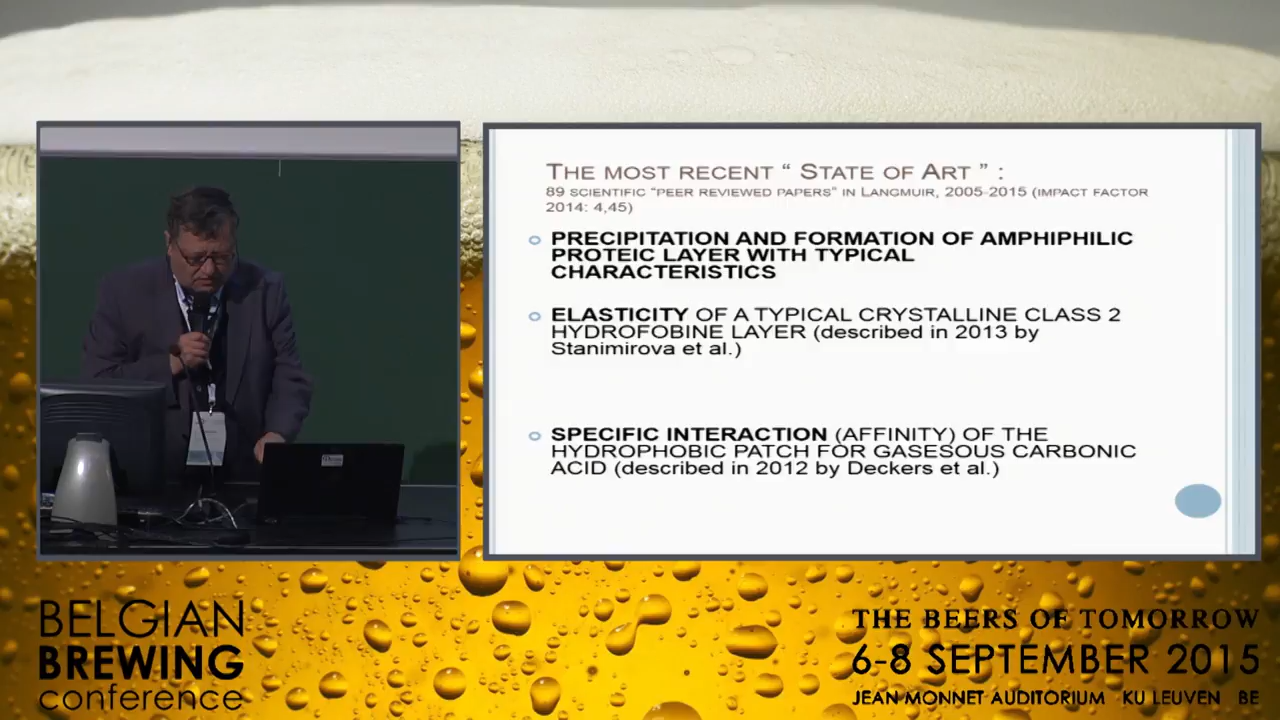 THE MOST RECENT “ STATE OF ART ” :
89 SCIENTIFIC “PEER REVIEWED PAPERS” IN LANGMUIR, 2005-2015 (IMPACT FACTOR
2014: 4,45)
PRECIPITATION AND FORMATION OF AMPHIPHILIC
PROTEIC LAYER WITH TYPICAL
CHARACTERISTICS
ELASTICITY OF A TYPICAL CRYSTALLINE CLASS 2
HYDROFOBINE LAYER (described in 2013 by
Stanimirova et al.)
SPECIFIC INTERACTION (AFFINITY) OF THE
HYDROPHOBIC PATCH FOR GASESOUS CARBONIC
ACID (described in 2012 by Deckers et al.)
BELGIAN
BREWING
conference
THE BEERS OF TOMORROW
6-8 SEPTEMBER 2015
JEAN MONNET AUDITORIUM KU LEUVEN BE